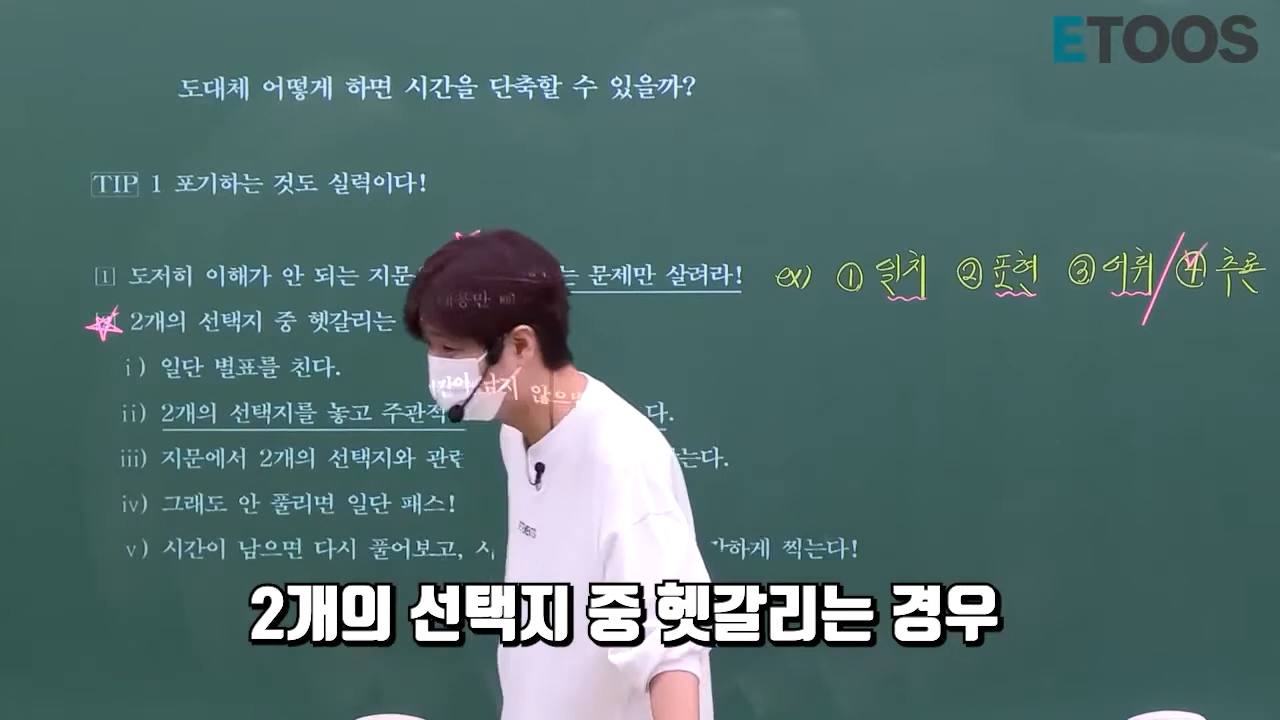 ETOOS
도대체 어떻게 하면 시간을 단축할 수 있을까?
TIP 1 포기하는 것도 실력이다!
1 도저히 이해가 안 되는 지문 는 문제만 살려라! ex) ① 일치 ② 표현 ③ 어휘 ④ 추론
2개의 선택지 중 헷갈리는
i) 일단 별표를 친다.
ii) 2개의 선택지를 놓고 주관적 다.
iii) 지문에서 2개의 선택지와 관련 는다.
iv) 그래도 안 풀리면 일단 패스!
v) 시간이 남으면 다시 풀어보고, 시 하게 찍는다!
2개의 선택지 중 헷갈리는 경우